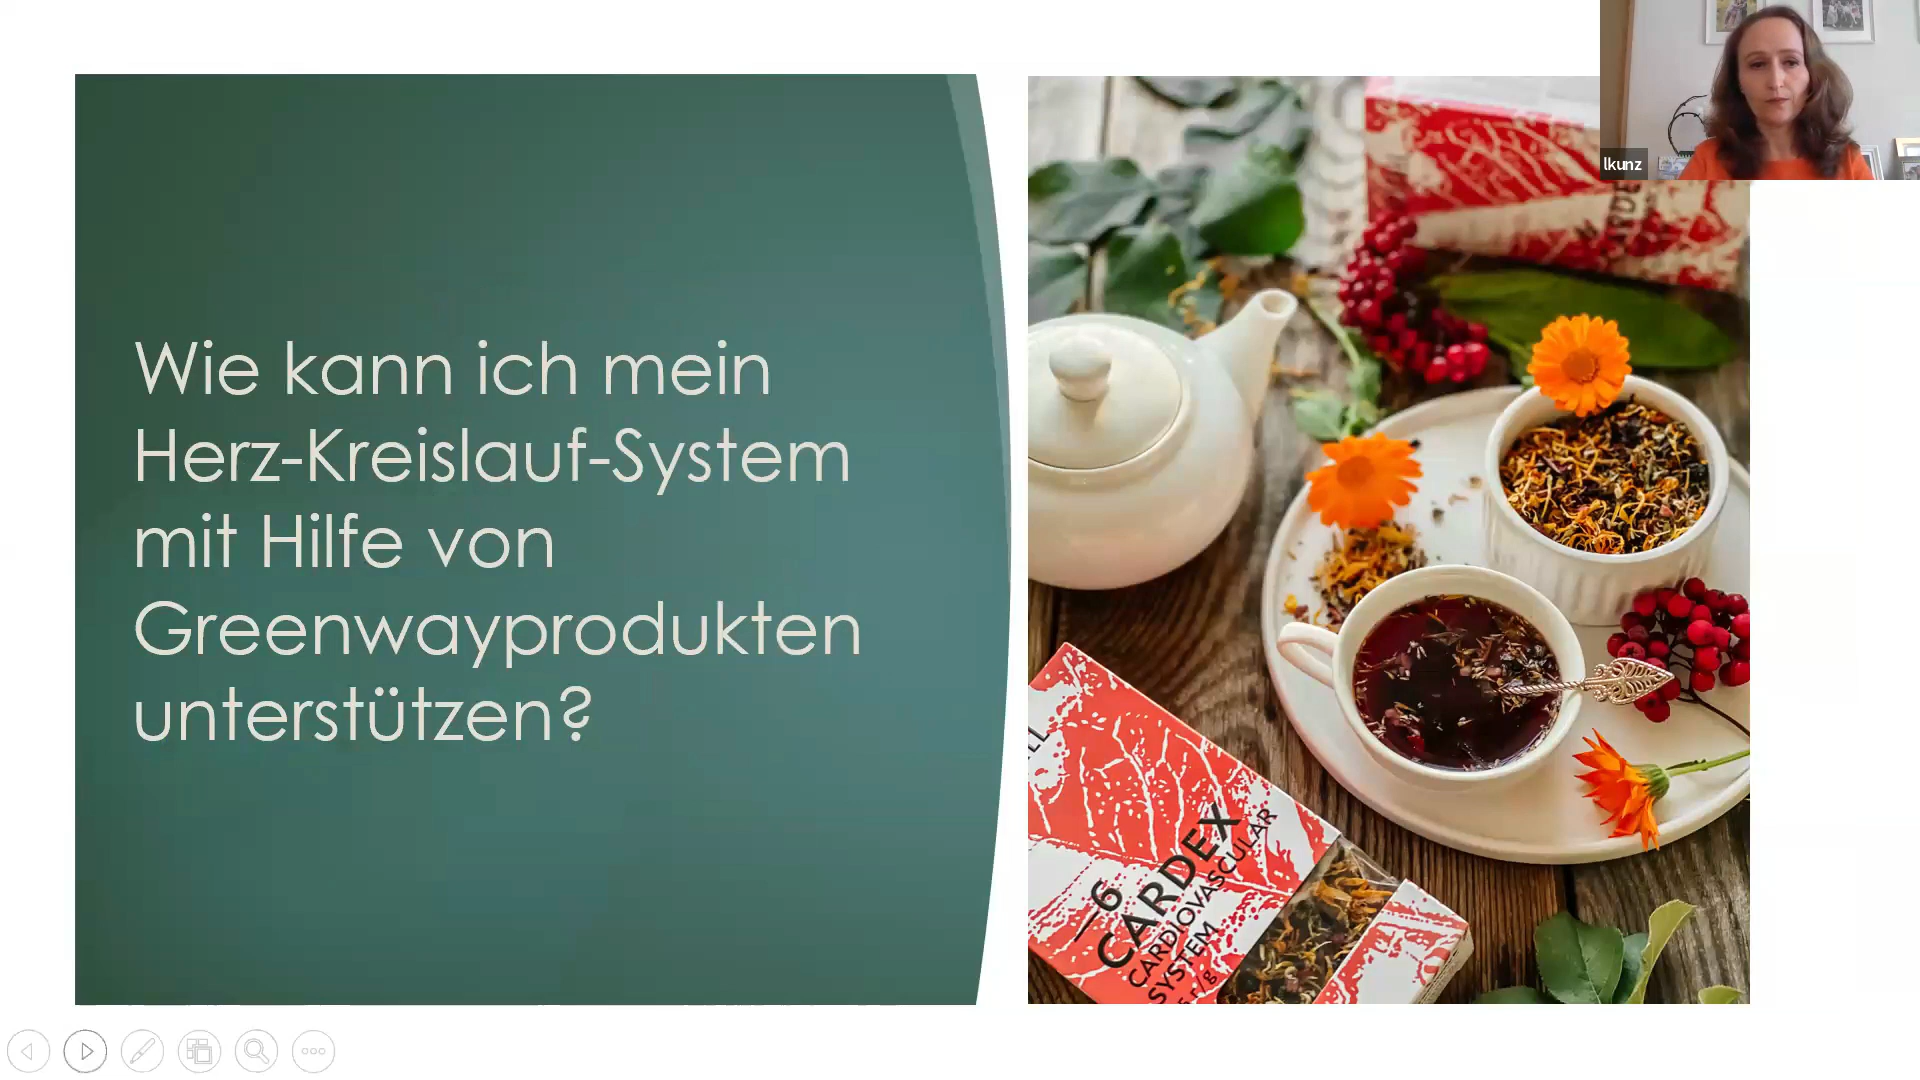 Wie kann ich mein
Herz-Kreislauf-System
mit Hilfe von
Greenwayprodukten
unterstützen?
lkunz
6
CARDEX
CARDIOVASCULAR
SYSTEM